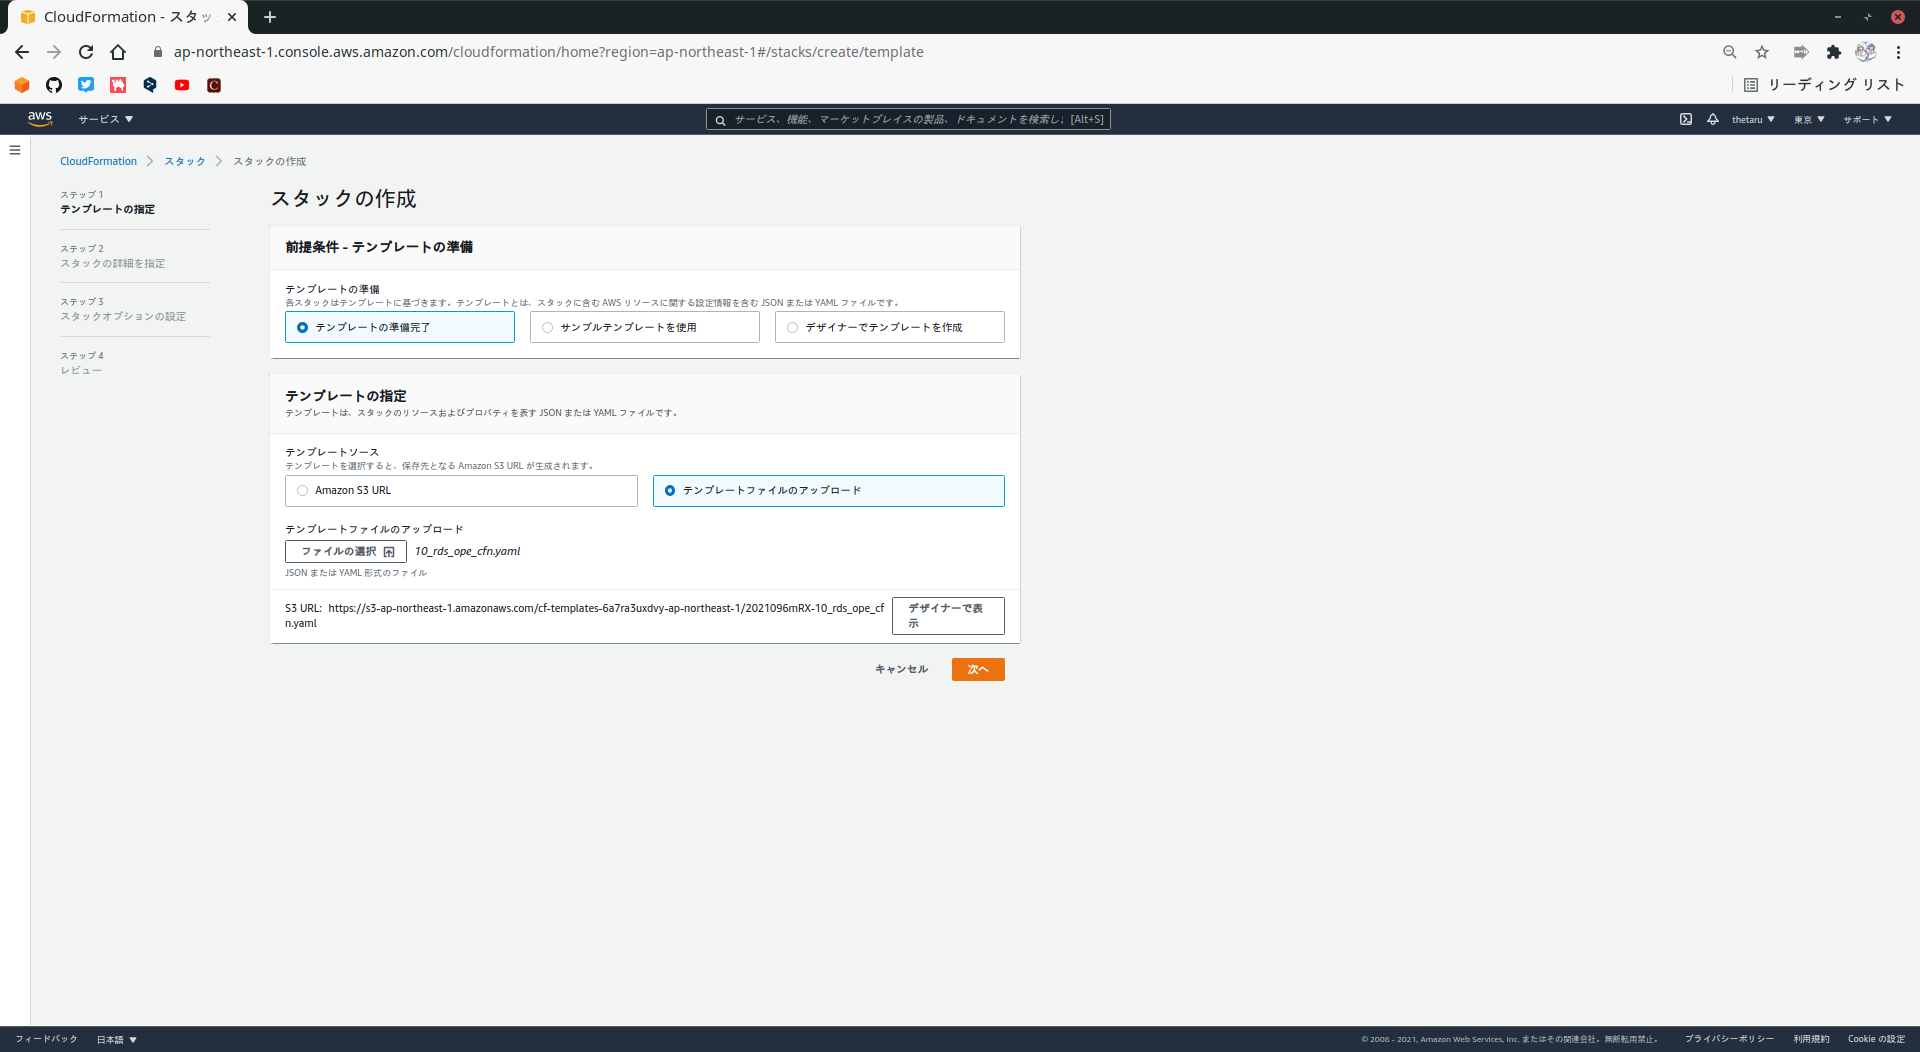 CloudFormation - スタッ
ap-northeast-1.console.aws.amazon.com/cloudformation/home?region=ap-northeast-1#/stacks/create/template
リーディング リスト
aws サービス サービス、機能、マーケットプレイスの製品、ドキュメントを検索し [Alt+S] thetaru 東京 サポート
CloudFormation スタック スタックの作成
ステップ 1
テンプレートの指定
ステップ 2
スタックの詳細を指定
ステップ 3
スタックオプションの設定
ステップ 4
レビュー
スタックの作成
前提条件 - テンプレートの準備
テンプレートの準備
各スタックはテンプレートに基づきます。テンプレートとは、スタックに含む AWS リソースに関する設定情報を含む JSON または YAML ファイルです。
テンプレートの準備完了 サンプルテンプレートを使用 デザイナーでテンプレートを作成
テンプレートの指定
テンプレートは、スタックのリソースおよびプロパティを表す JSON または YAML ファイルです。
テンプレートソース
テンプレートを選択すると、保存先となる Amazon S3 URL が生成されます。
Amazon S3 URL テンプレートファイルのアップロード
テンプレートファイルのアップロード
ファイルの選択 10_rds_ope_cfn.yaml
JSON または YAML 形式のファイル
S3 URL: https://s3-ap-northeast-1.amazonaws.com/cf-templates-6a7ra3uxdvy-ap-northeast-1/2021096mRX-10_rds_ope_cf
n.yaml
デザイナーで表
示
キャンセル 次へ
フィードバック 日本語 © 2008 - 2021, Amazon Web Services, Inc. またはその関連会社。無断転用禁止。 プライバシーポリシー 利用規約 Cookie の設定